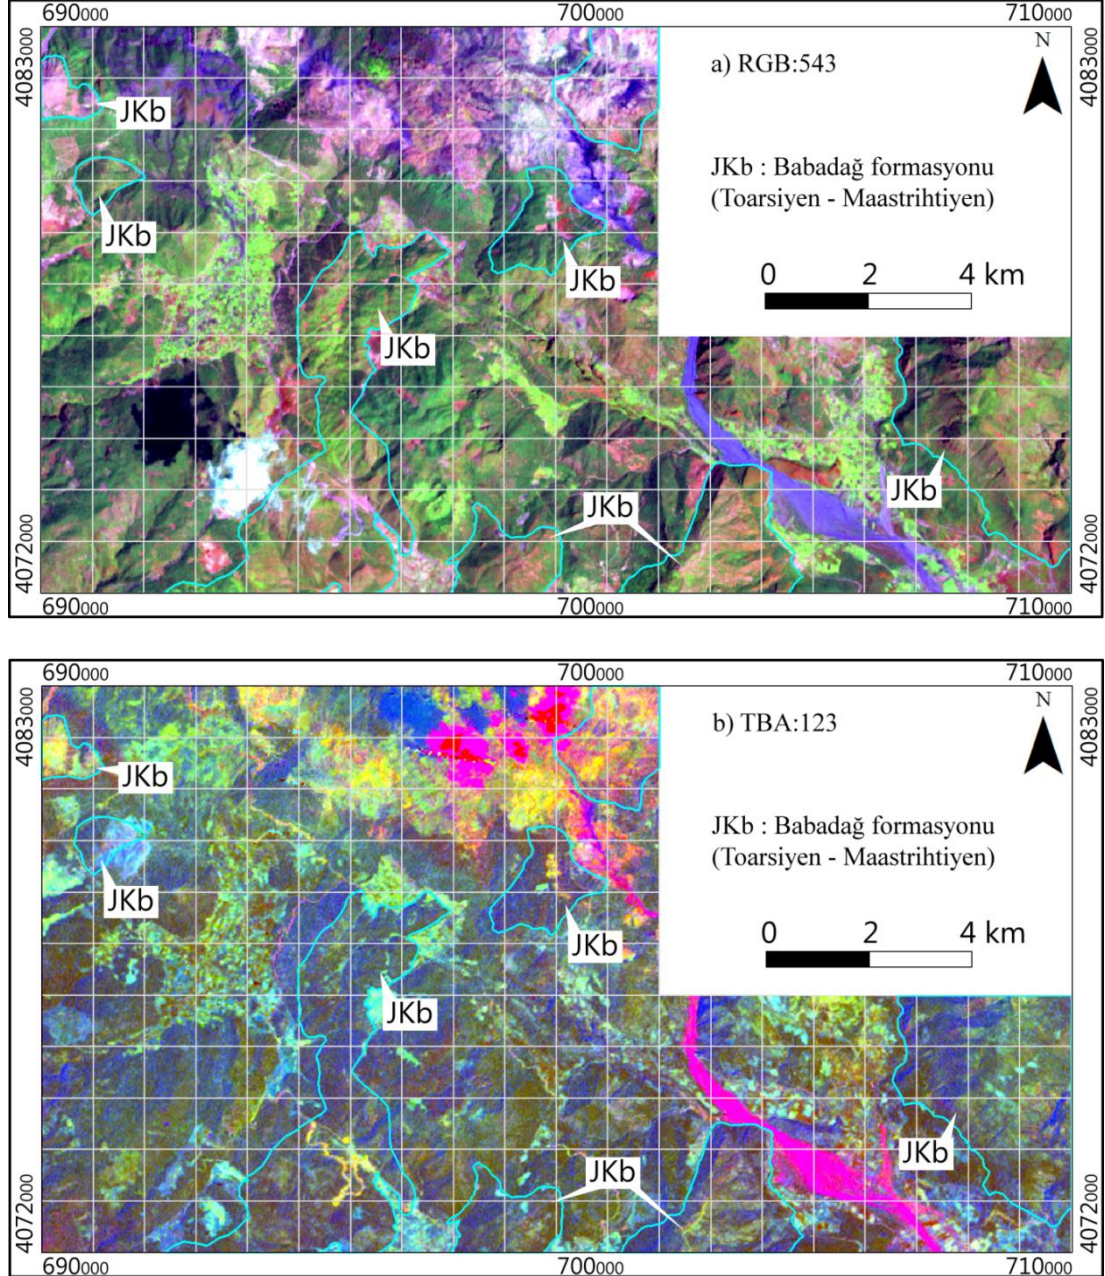 690000
700000
710000
4083000
4083000
N
a) RGB:543
JKb : Babadağ formasyonu
(Toarsiyen - Maastrihtiyen)
0 2 4 km
JKb
JKb
JKb
JKb
JKb
JKb
4072000
4072000
690000
700000
710000
690000
700000
710000
4083000
4083000
N
b) TBA:123
JKb : Babadağ formasyonu
(Toarsiyen - Maastrihtiyen)
0 2 4 km
JKb
JKb
JKb
JKb
JKb
JKb
4072000
4072000
690000
700000
710000